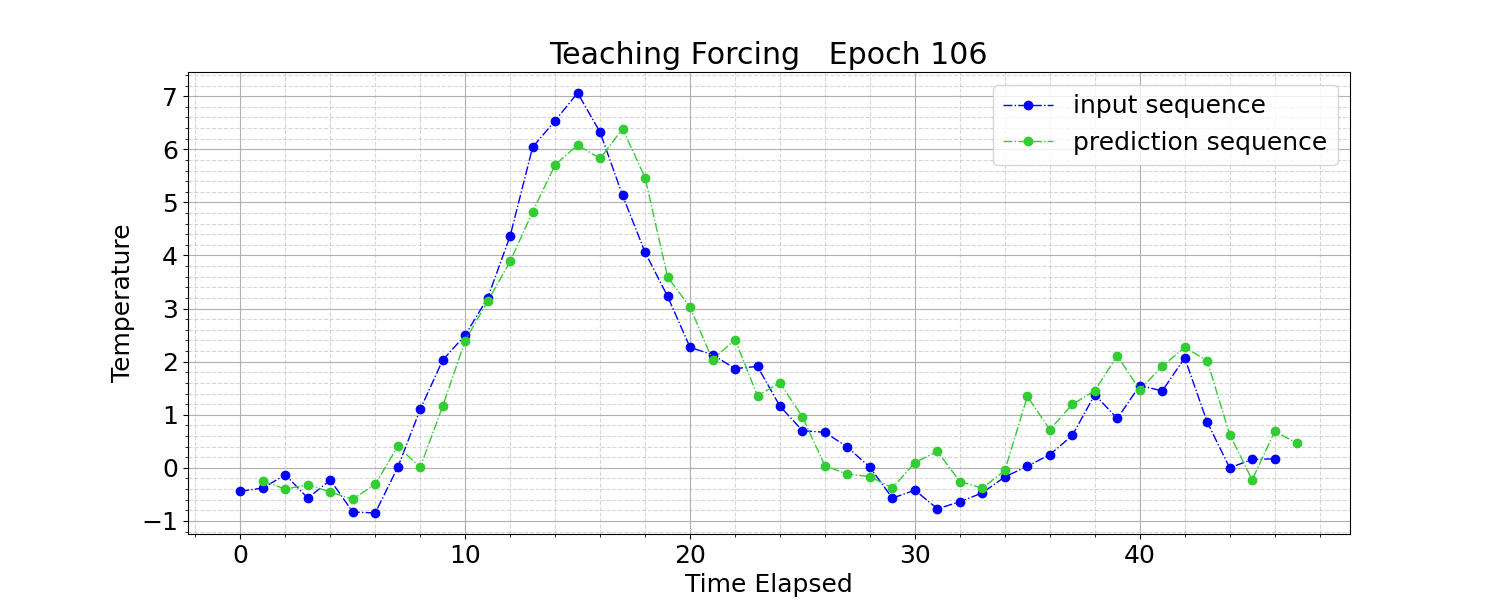 Teaching Forcing   Epoch 106
input sequence
prediction sequence
Temperature
7
6
5
4
3
2
1
0
−1
0 10 20 30 40
Time Elapsed